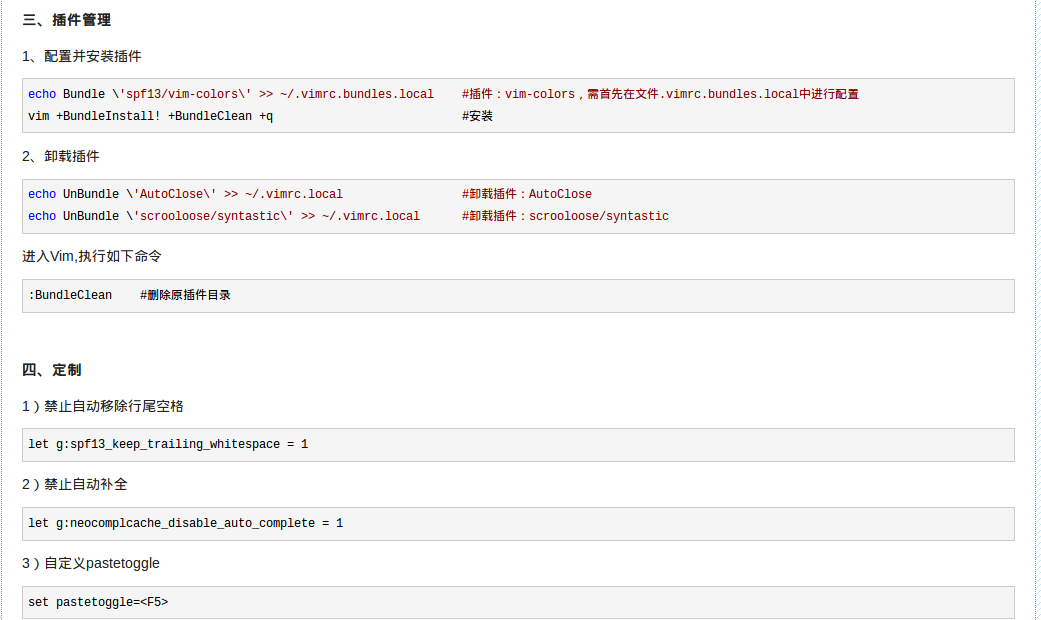 三、插件管理
1、配置并安装插件
echo Bundle \'spf13/vim-colors\' >> ~/.vimrc.bundles.local    #插件：vim-colors，需首先在文件.vimrc.bundles.local中进行配置
vim +BundleInstall! +BundleClean +q                           #安装
2、卸载插件
echo UnBundle \'AutoClose\' >> ~/.vimrc.local                 #卸载插件：AutoClose
echo UnBundle \'scrooloose/syntastic\' >> ~/.vimrc.local      #卸载插件：scrooloose/syntastic
进入Vim,执行如下命令
:BundleClean    #删除原插件目录
四、定制
1）禁止自动移除行尾空格
let g:spf13_keep_trailing_whitespace = 1
2）禁止自动补全
let g:neocomplcache_disable_auto_complete = 1
3）自定义pastetoggle
set pastetoggle=<F5>